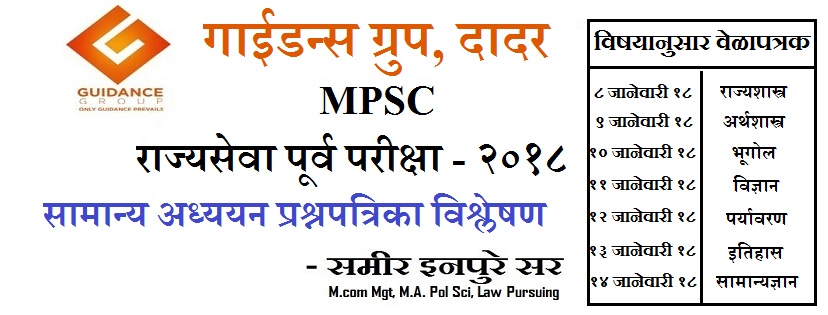 GUIDANCE
GROUP
ONLY GUIDANCE PREVAILS
गाईडन्स ग्रुप, दादर
MPSC
राज्यसेवा पूर्व परीक्षा - २०१८
सामान्य अध्ययन प्रश्नपत्रिका विश्लेषण
- समीर इनपुरे सर
M.com Mgt, M.A. Pol Sci, Law Pursuing
विषयानुसार वेळापत्रक
८ जानेवारी १८ राज्यशास्त्र
९ जानेवारी १८ अर्थशास्त्र
१० जानेवारी १८ भूगोल
११ जानेवारी १८ विज्ञान
१२ जानेवारी १८ पर्यावरण
१३ जानेवारी १८ इतिहास
१४ जानेवारी १८ सामान्यज्ञान